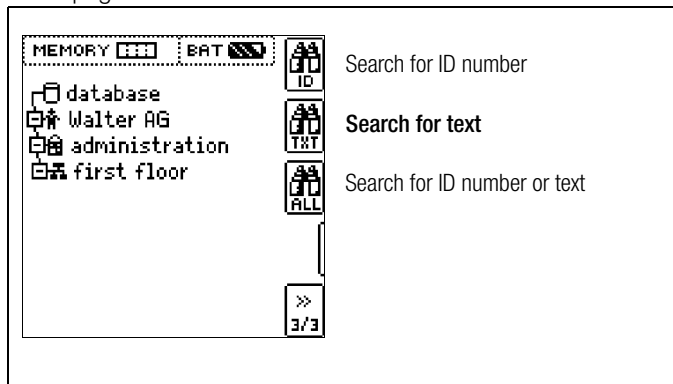 MEMORY BAT
ID
Search for ID number
database
Walter AG
TXT
Search for text
administration
first floor
ALL
Search for ID number or text
>>
3/3